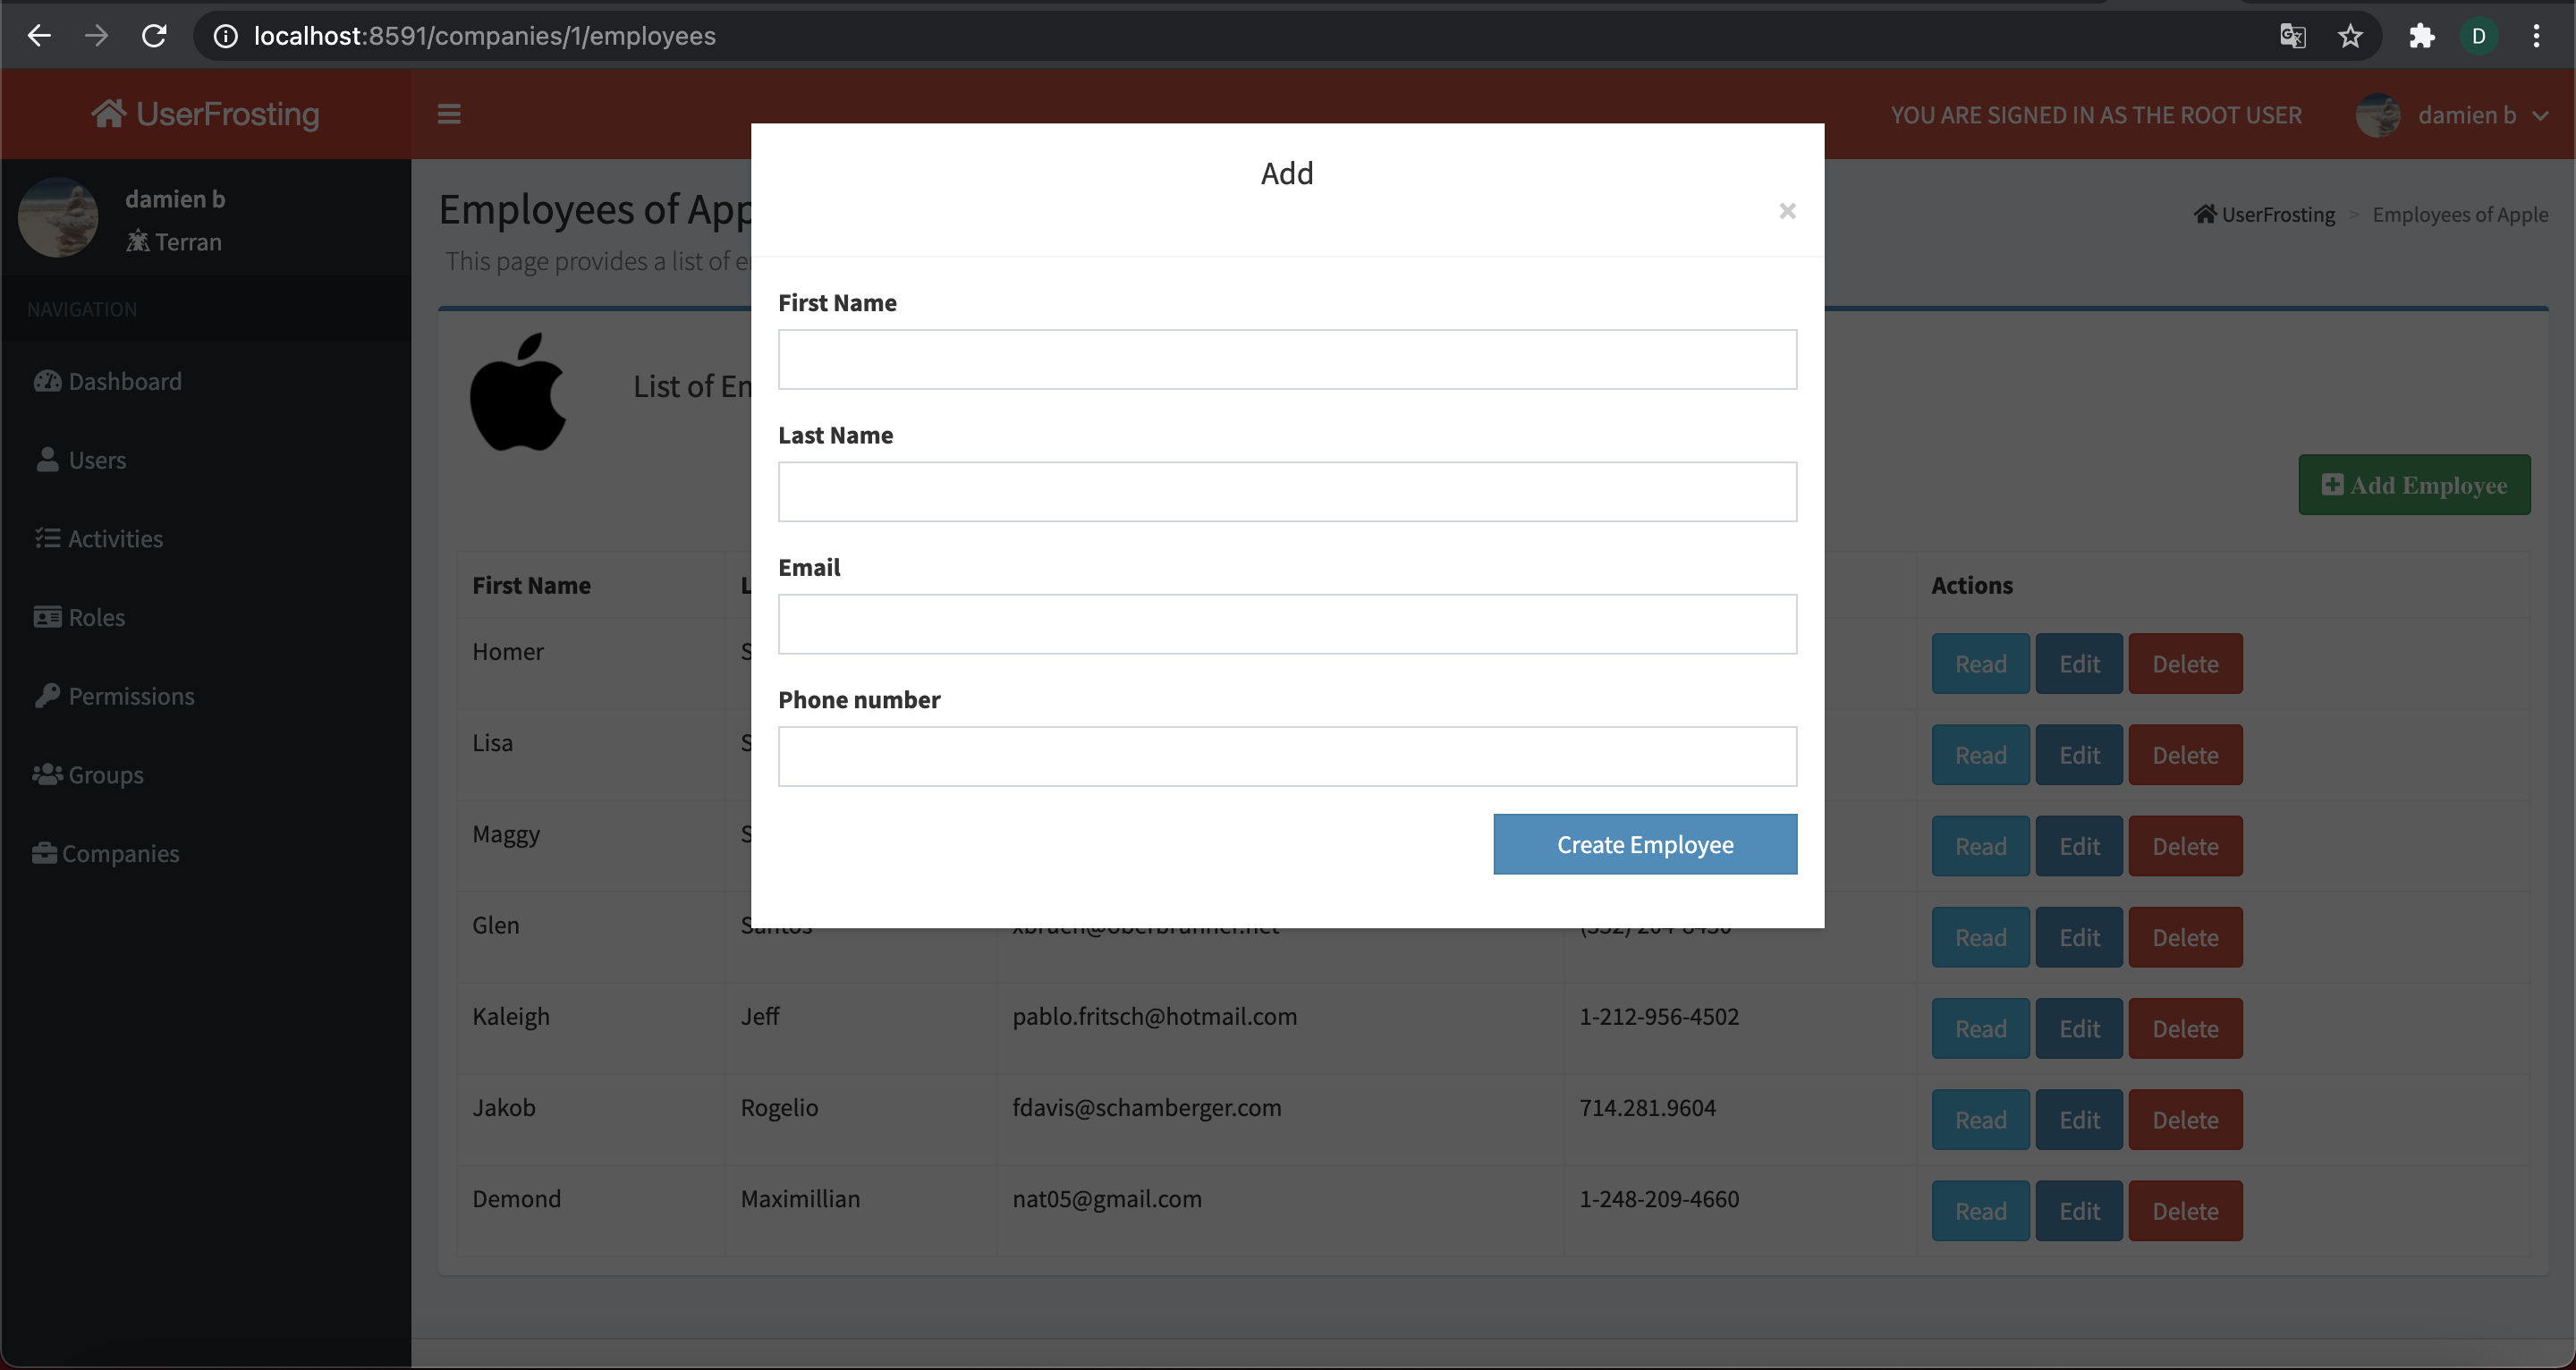 localhost:8591/companies/1/employees
D
UserFrosting
YOU ARE SIGNED IN AS THE ROOT USER
damien b
damien b
Terran
NAVIGATION
Dashboard
Users
Activities
Roles
Permissions
Groups
Companies
Employees of App
This page provides a list of e
UserFrosting > Employees of Apple
List of En
Add Employee
Add
×
First Name
Last Name
Email
Phone number
Create Employee
First Name L Actions
Homer S Read Edit Delete
Lisa S Read Edit Delete
Maggy S Read Edit Delete
Glen Santos Read Edit Delete
Kaleigh Jeff pablo.fritsch@hotmail.com 1-212-956-4502 Read Edit Delete
Jakob Rogelio fdavis@schamberger.com 714.281.9604 Read Edit Delete
Demond Maximillian nat05@gmail.com 1-248-209-4660 Read Edit Delete